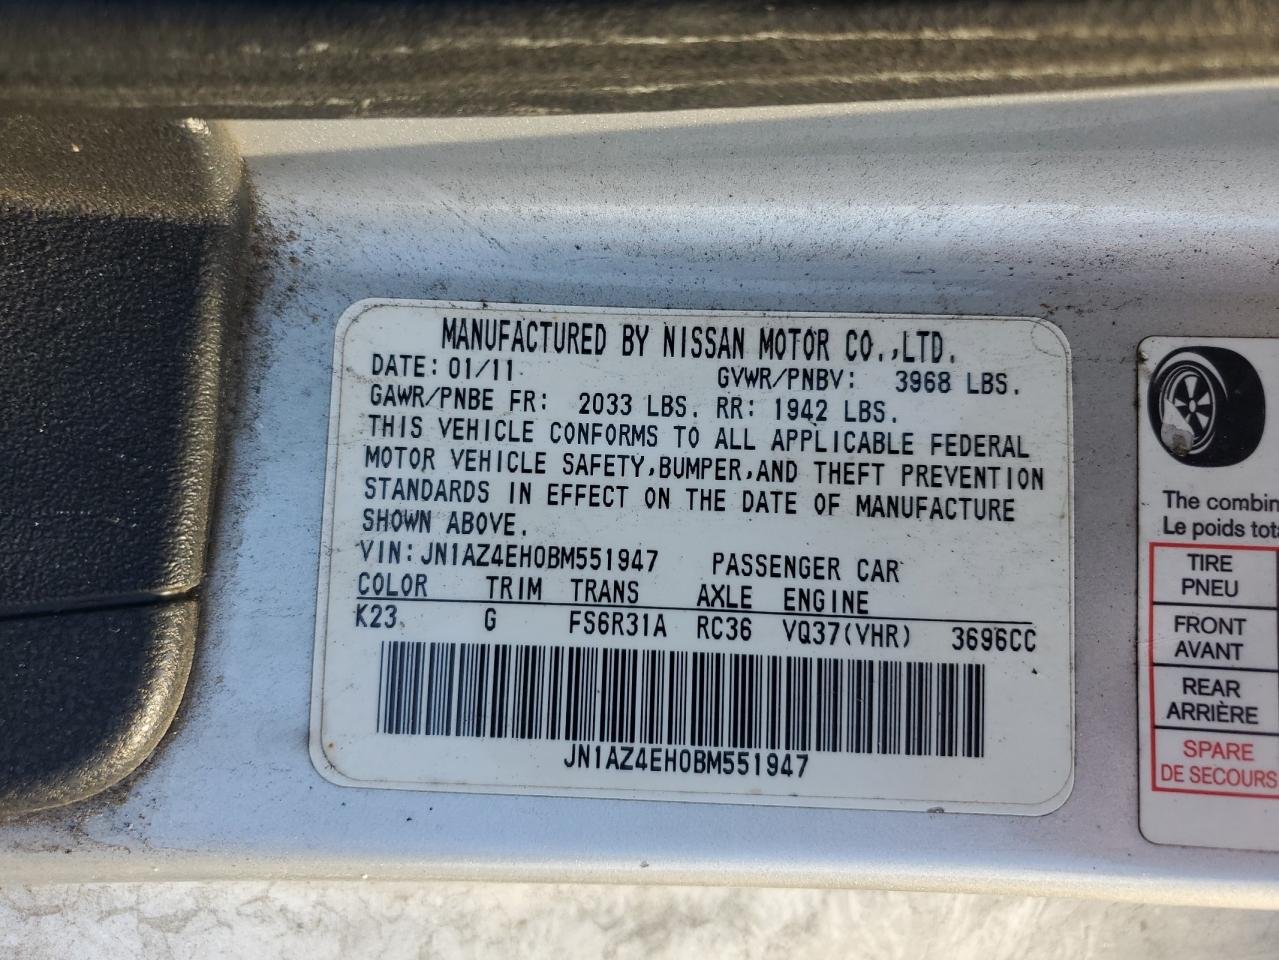 MANUFACTURED BY NISSAN MOTOR CO.,LTD.
DATE: 01/11 GVWR/PNBV: 3968 LBS.
GAWR/PNBE FR: 2033 LBS. RR: 1942 LBS.
THIS VEHICLE CONFORMS TO ALL APPLICABLE FEDERAL
MOTOR VEHICLE SAFETY,BUMPER,AND THEFT PREVENTION
STANDARDS IN EFFECT ON THE DATE OF MANUFACTURE
SHOWN ABOVE.
VIN: JN1AZ4EH0BM551947 PASSENGER CAR
COLOR TRIM TRANS AXLE ENGINE
K23 G FS6R31A RC36 VQ37(VHR) 3696CC
JN1AZ4EH0BM551947
The combin
Le poids tota
TIRE
PNEU
FRONT
AVANT
REAR
ARRIÈRE
SPARE
DE SECOURS